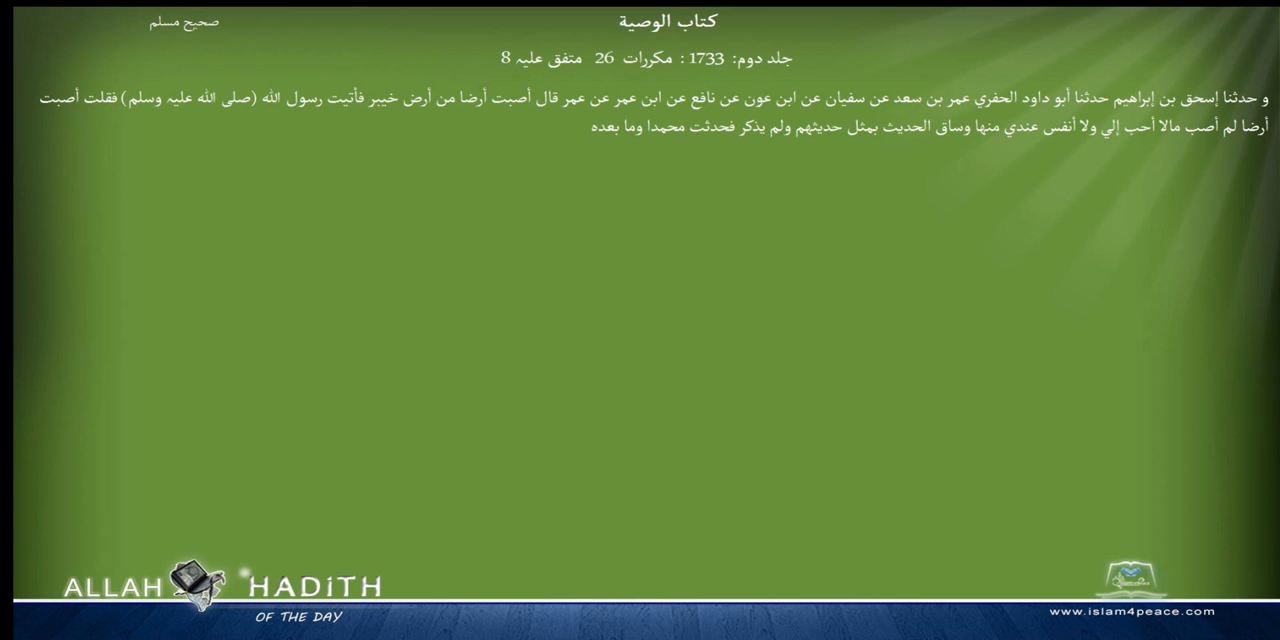 كتاب الوصية
صحيح مسلم
جلد دوم: 1733 : مکررات 26 متفق علیہ 8
و حدثنا إسحق بن إبراهيم حدثنا أبو داود الحفري عمر بن سعد عن سفيان عن ابن عون عن نافع عن ابن عمر عن عمر قال أصبت أرضا من أرض خيبر فأتيت رسول الله (صلى الله عليه وسلم) فقلت أصبت
أرضا لم أصب مالا أحب إلي ولا أنفس عندي منها وساق الحديث بمثل حديثهم ولم يذكر فحدثت محمدا وما بعده
ALLAH HADITH
OF THE DAY
www.islam4peace.com